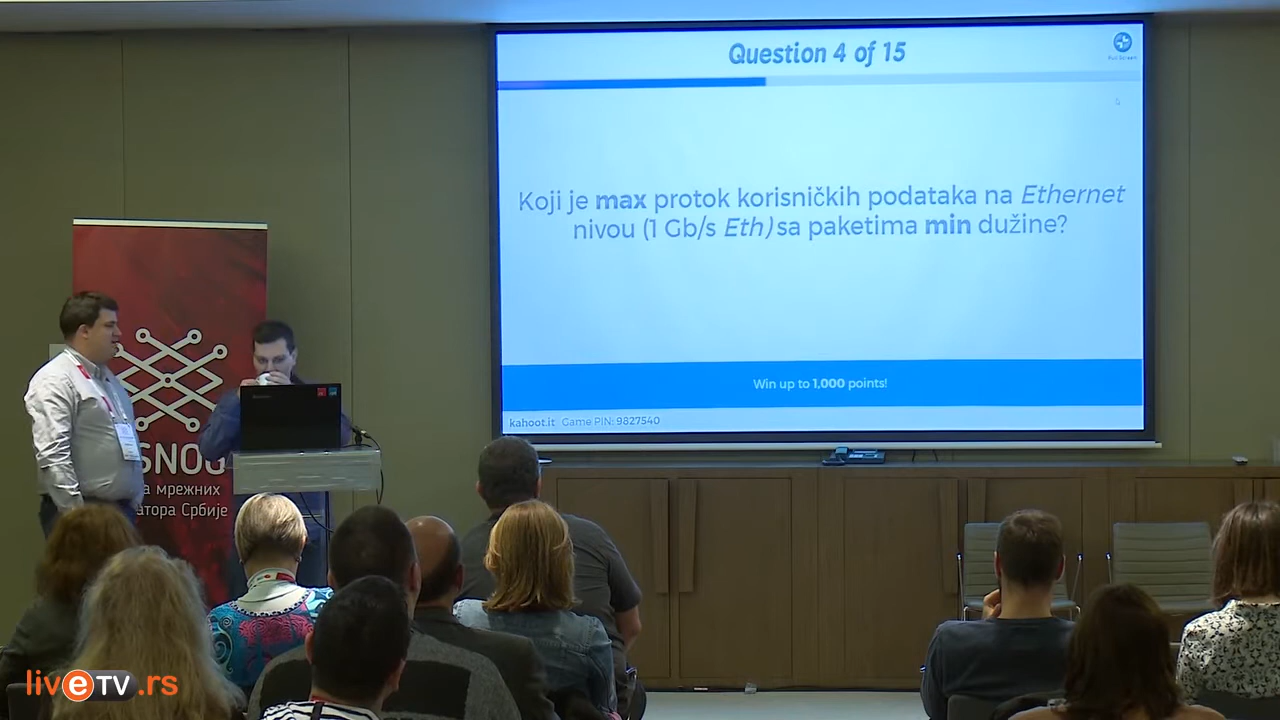 Question 4 of 15
Koji je max protok korisničkih podataka na Ethernet
nivou (1 Gb/s Eth) sa paketima min dužine?
Win up to 1,000 points!
kahoot.it Game PIN: 9827540
SNOG
а мрежних
атора Србије
liveTV.rs